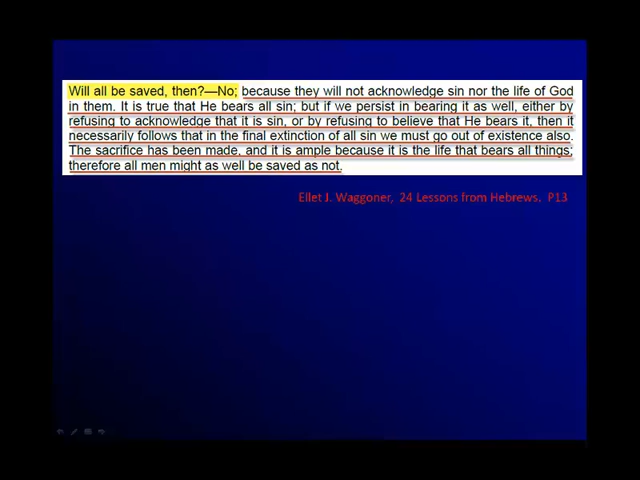 Will all be saved, then?—No; because they will not acknowledge sin nor the life of God
in them. It is true that He bears all sin; but if we persist in bearing it as well, either by
refusing to acknowledge that it is sin, or by refusing to believe that He bears it, then it
necessarily follows that in the final extinction of all sin we must go out of existence also.
The sacrifice has been made, and it is ample because it is the life that bears all things;
therefore all men might as well be saved as not.
Ellet J. Waggoner, 24 Lessons from Hebrews, P13